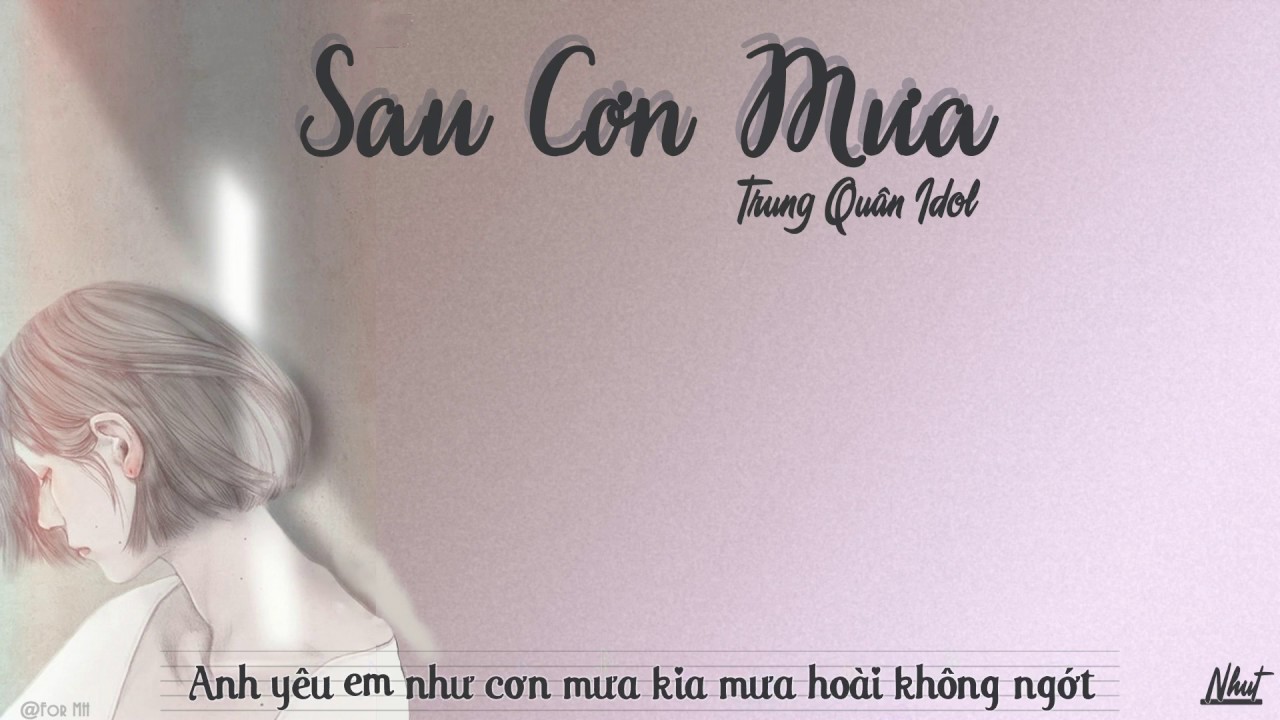 Sau Cơn Mưa
Trung Quân Idol
Anh yêu em như cơn mưa kia mưa hoài không ngớt
Nhut
@For MH